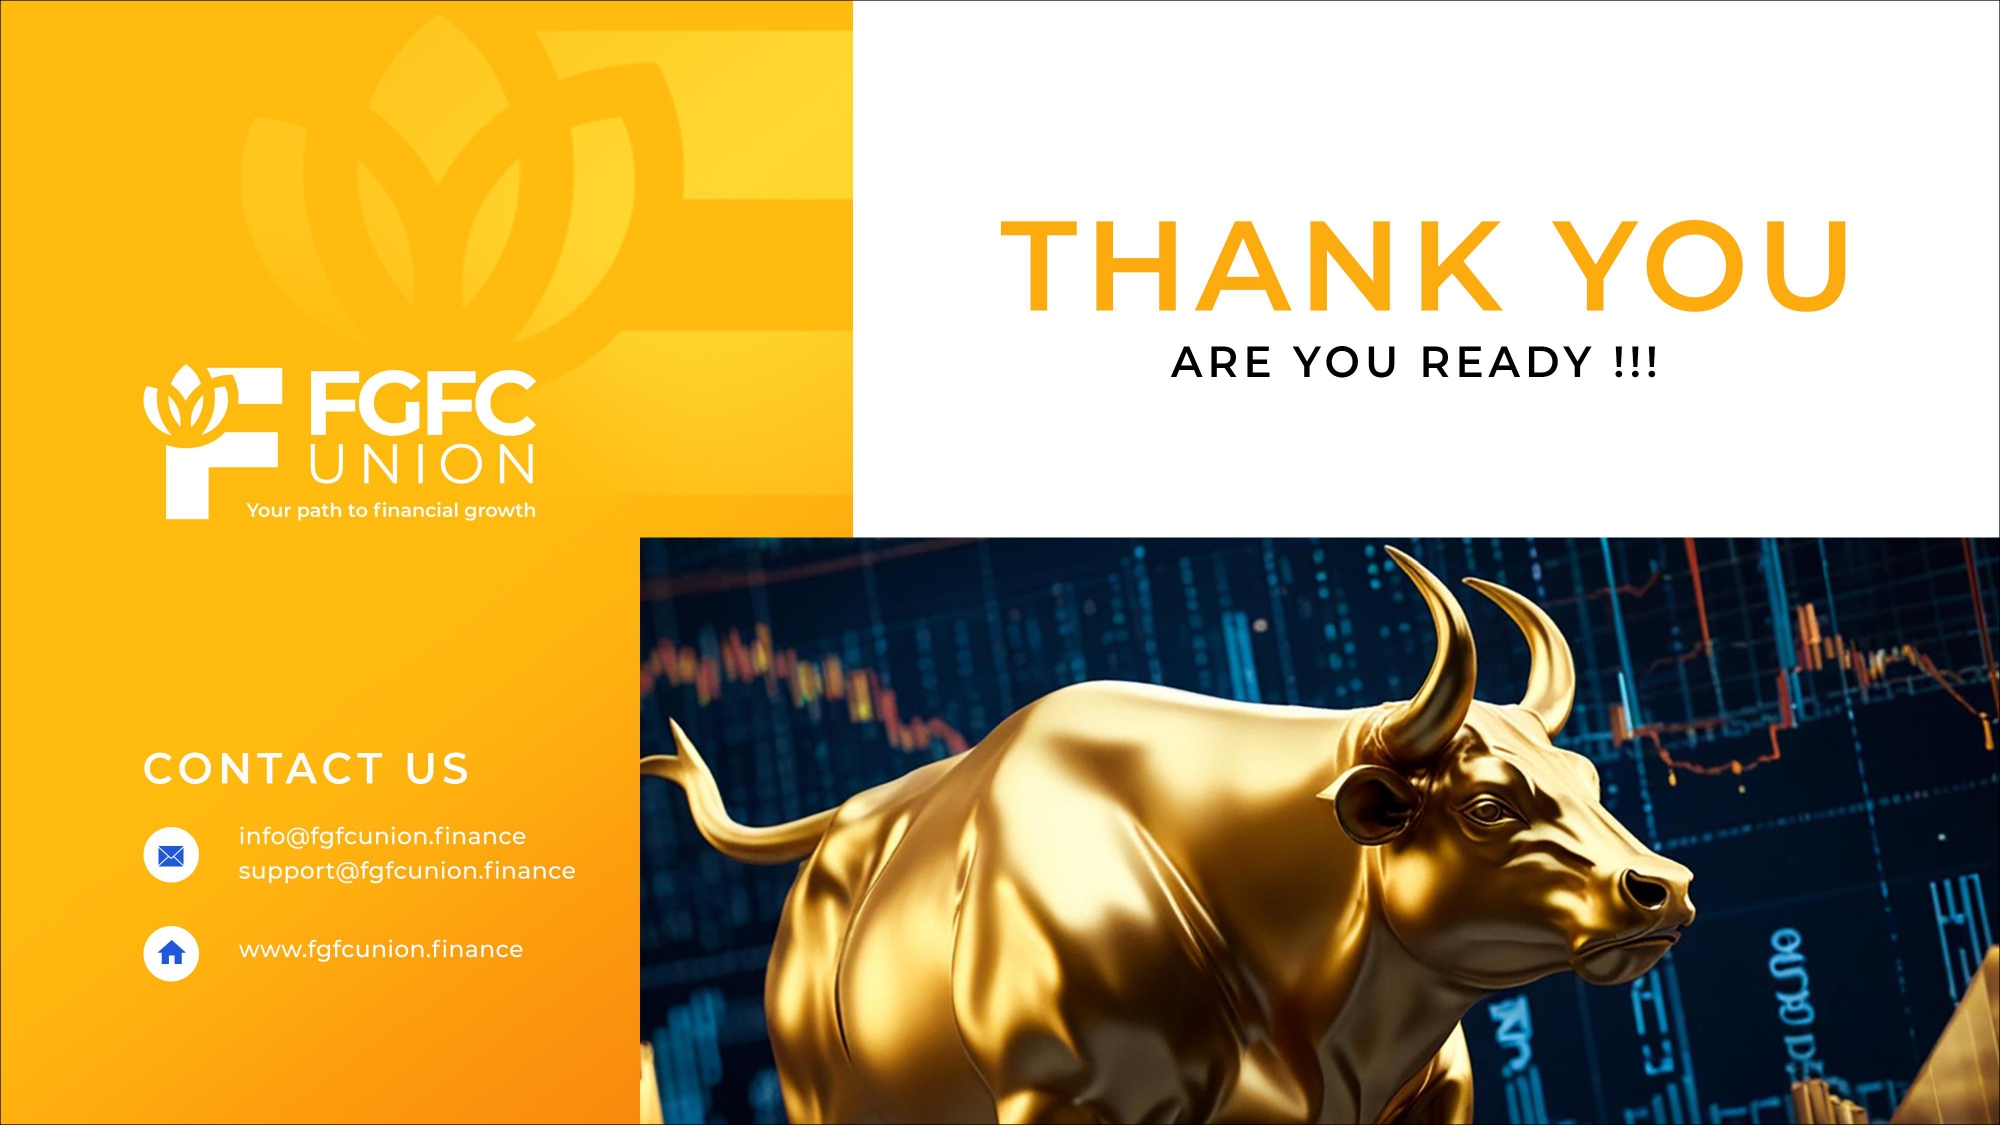 FGFC
UNION
Your path to financial growth
THANK YOU
ARE YOU READY !!!
CONTACT US
info@fgfcunion.finance
support@fgfcunion.finance
www.fgfcunion.finance